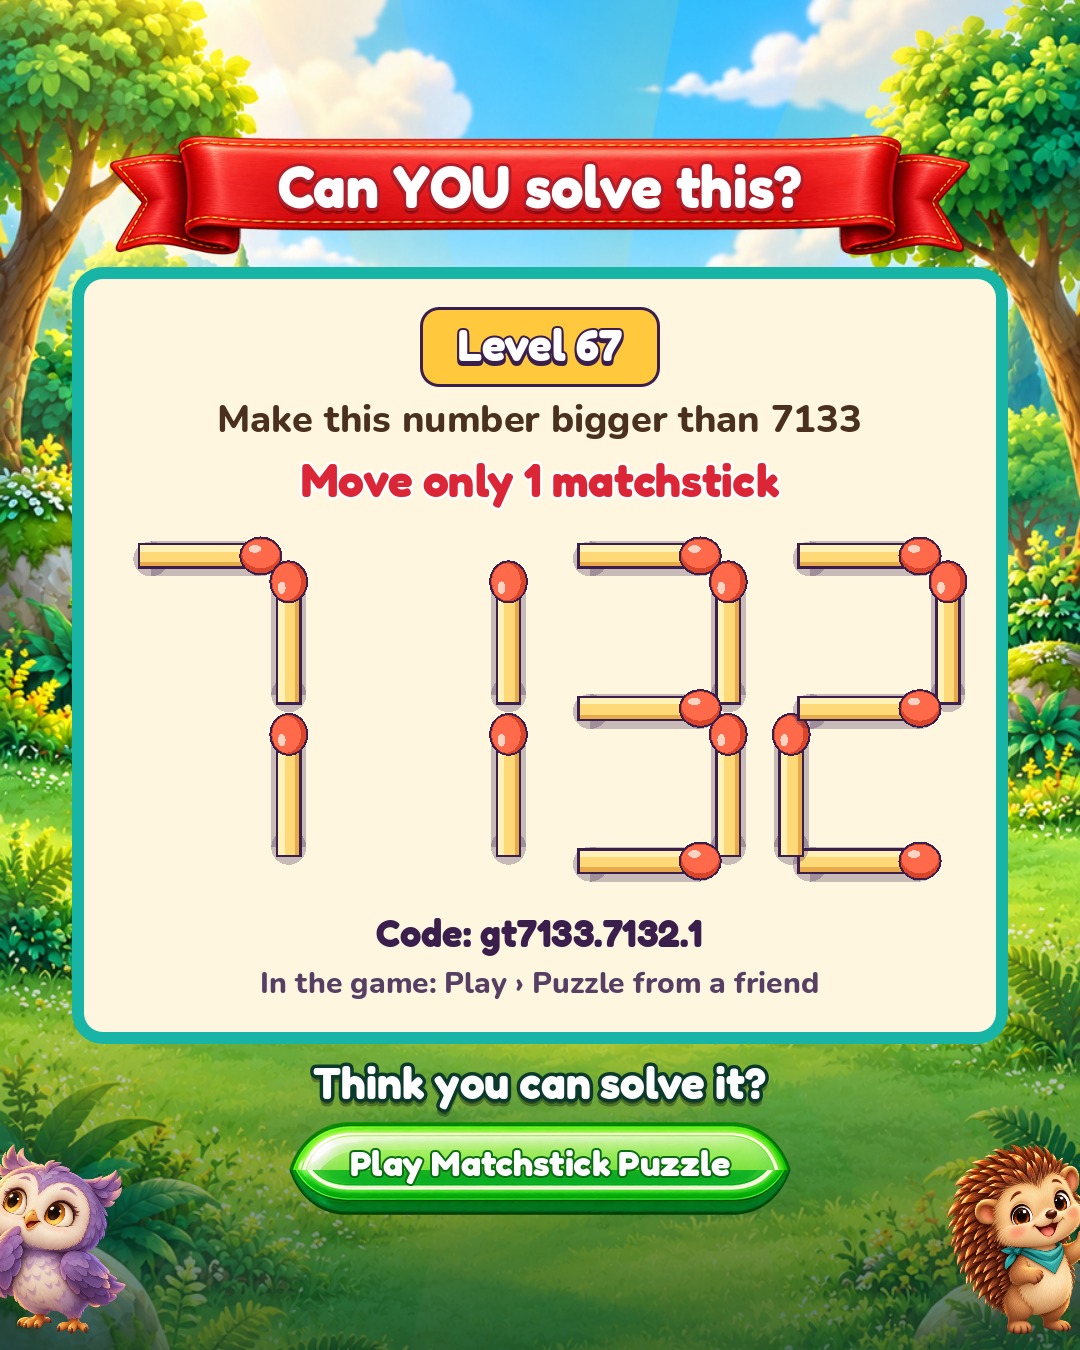 Can YOU solve this?
Level 67
Make this number bigger than 7133
Move only 1 matchstick
7132
Code: gt7133.7132.1
In the game: Play › Puzzle from a friend
Think you can solve it?
Play Matchstick Puzzle